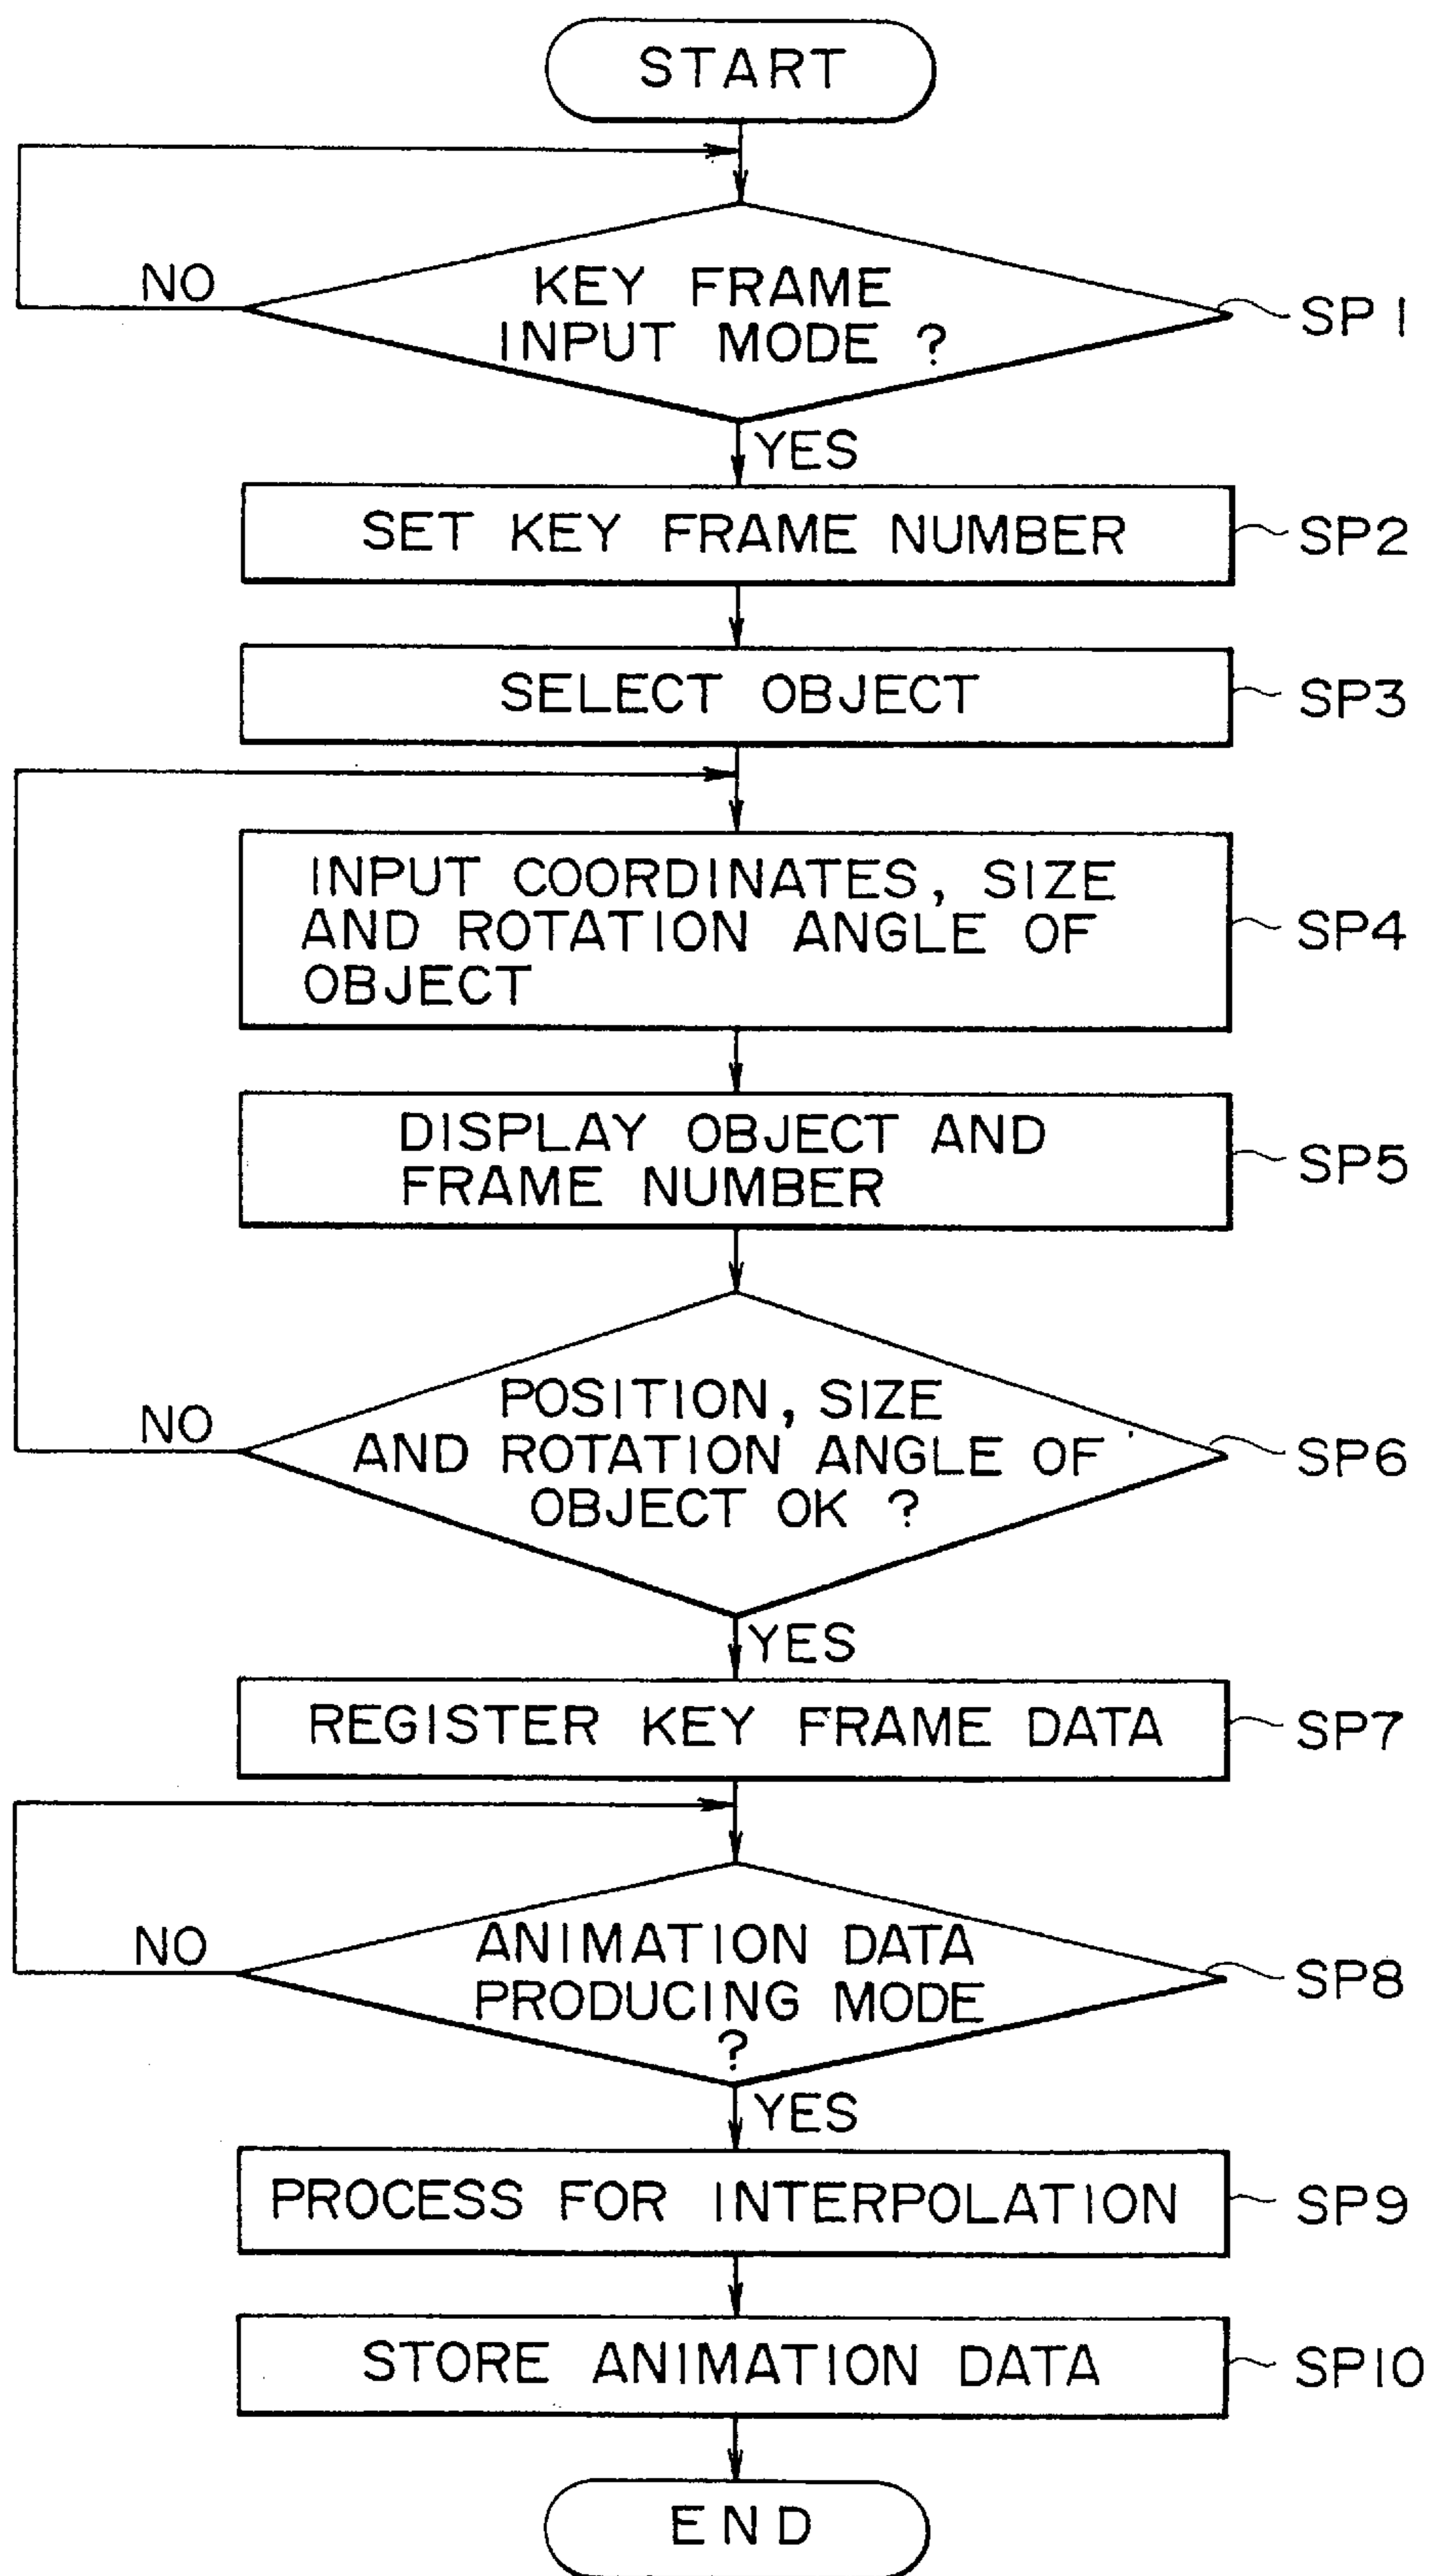 START
NO
KEY FRAME
INPUT MODE ?
SP1
YES
SET KEY FRAME NUMBER
SP2
SELECT OBJECT
SP3
INPUT COORDINATES, SIZE
AND ROTATION ANGLE OF
OBJECT
SP4
DISPLAY OBJECT AND
FRAME NUMBER
SP5
NO
POSITION, SIZE
AND ROTATION ANGLE OF
OBJECT OK ?
SP6
YES
REGISTER KEY FRAME DATA
SP7
NO
ANIMATION DATA
PRODUCING MODE
?
SP8
YES
PROCESS FOR INTERPOLATION
SP9
STORE ANIMATION DATA
SP10
END